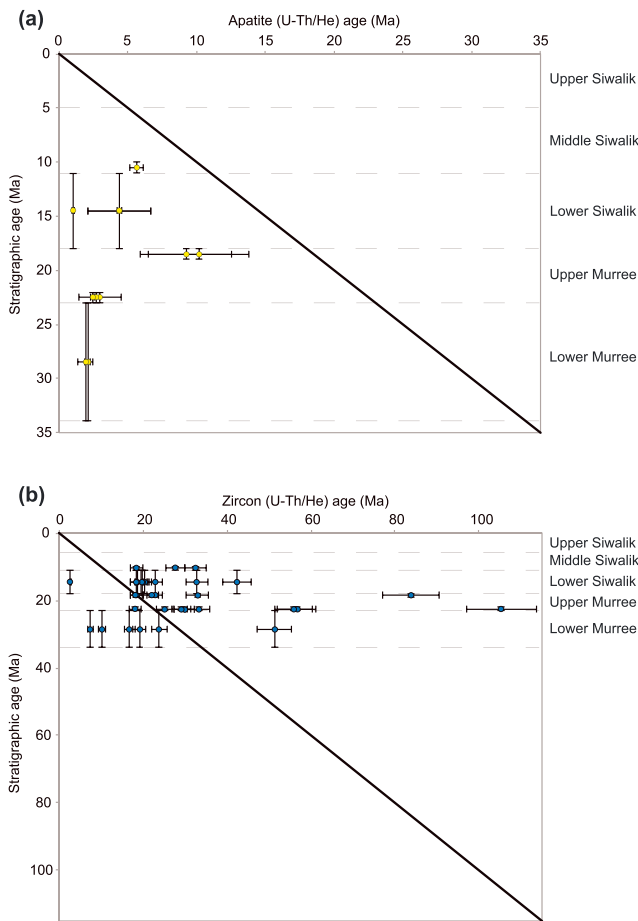 (a)
Apatite (U-Th/He) age (Ma)
0 5 10 15 20 25 30 35
0
5
10
15
20
25
30
35
Stratigraphic age (Ma)
Upper Siwalik
Middle Siwalik
Lower Siwalik
Upper Murree
Lower Murree
(b)
Zircon (U-Th/He) age (Ma)
0 20 40 60 80 100
0
20
40
60
80
100
Stratigraphic age (Ma)
Upper Siwalik
Middle Siwalik
Lower Siwalik
Upper Murree
Lower Murree